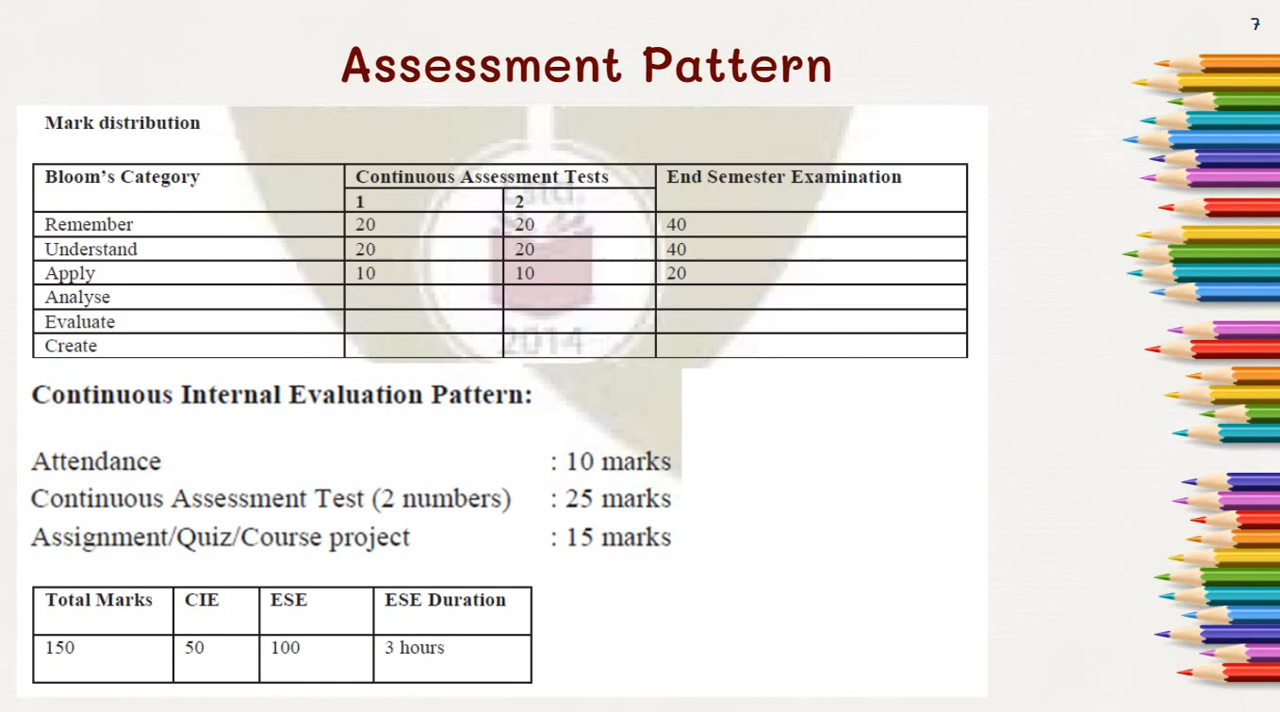 7
Assessment Pattern
Mark distribution
Bloom's Category Continuous Assessment Tests End Semester Examination
1 2
Remember 20 20 40
Understand 20 20 40
Apply 10 10 20
Analyse
Evaluate
Create
2014
Continuous Internal Evaluation Pattern:
Attendance : 10 marks
Continuous Assessment Test (2 numbers) : 25 marks
Assignment/Quiz/Course project : 15 marks
Total Marks CIE ESE ESE Duration
150 50 100 3 hours